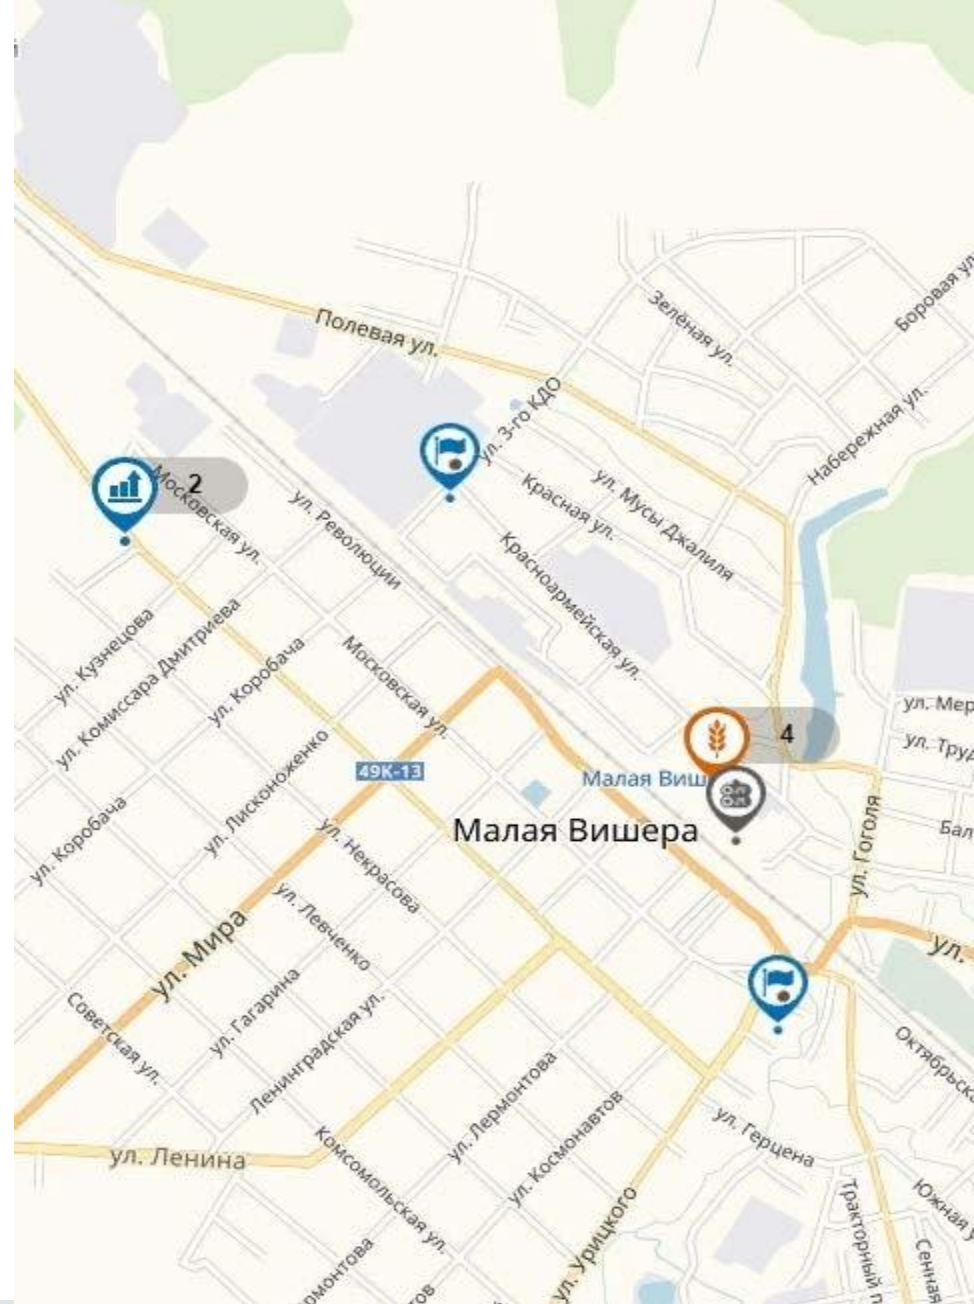 й
Полевая ул.
Зелёная ул.
Боровая ул
ул. 3-го КДО
Набережная ул.
2
Московская ул.
ул. Революции
Красная ул.
ул. Мусы Джалиля
Красноармейская ул.
ул. Кузнецова
ул. Комиссара Дмитриева
ул. Коробача
Московская ул.
ул. Мер
4
ул. Труд
49К-13
Малая Виш
ул. Лисконоженко
Малая Вишера
ул. Коробача
ул. Некрасова
ул. Гоголя
Бал
ул. Левченко
ул. Мира
ул.
ул. Гагарина
Ленинградская ул.
Советская ул.
Октябрьска
ул. Лермонтова
ул. Космонавтов
ул. Герцена
ул. Ленина
Комсомольская ул.
ул. Урицкого
Тракторный п
Южная у
Сенная
рмонтова
ов